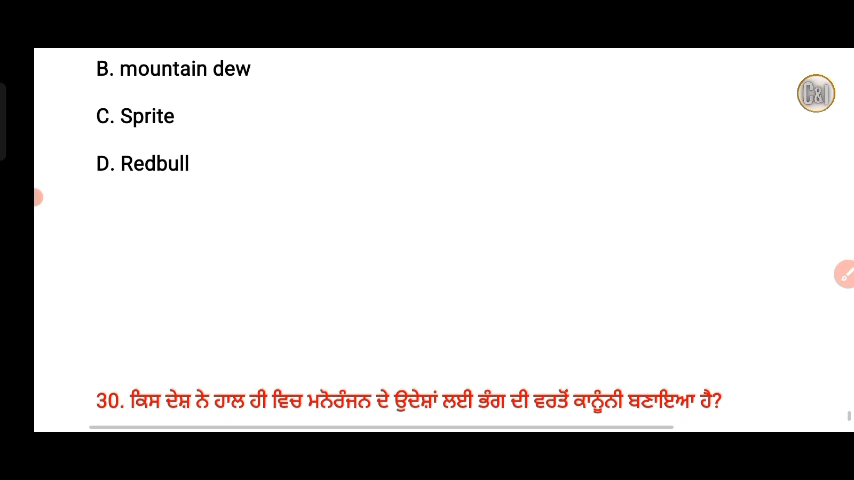 B. mountain dew
C&I
C. Sprite
D. Redbull
30. ਕਿਸ ਦੇਸ਼ ਨੇ ਹਾਲ ਹੀ ਵਿਚ ਮਨੋਰੰਜਨ ਦੇ ਉਦੇਸ਼ਾਂ ਲਈ ਭੰਗ ਦੀ ਵਰਤੋਂ ਕਾਨੂੰਨੀ ਬਣਾਇਆ ਹੈ?